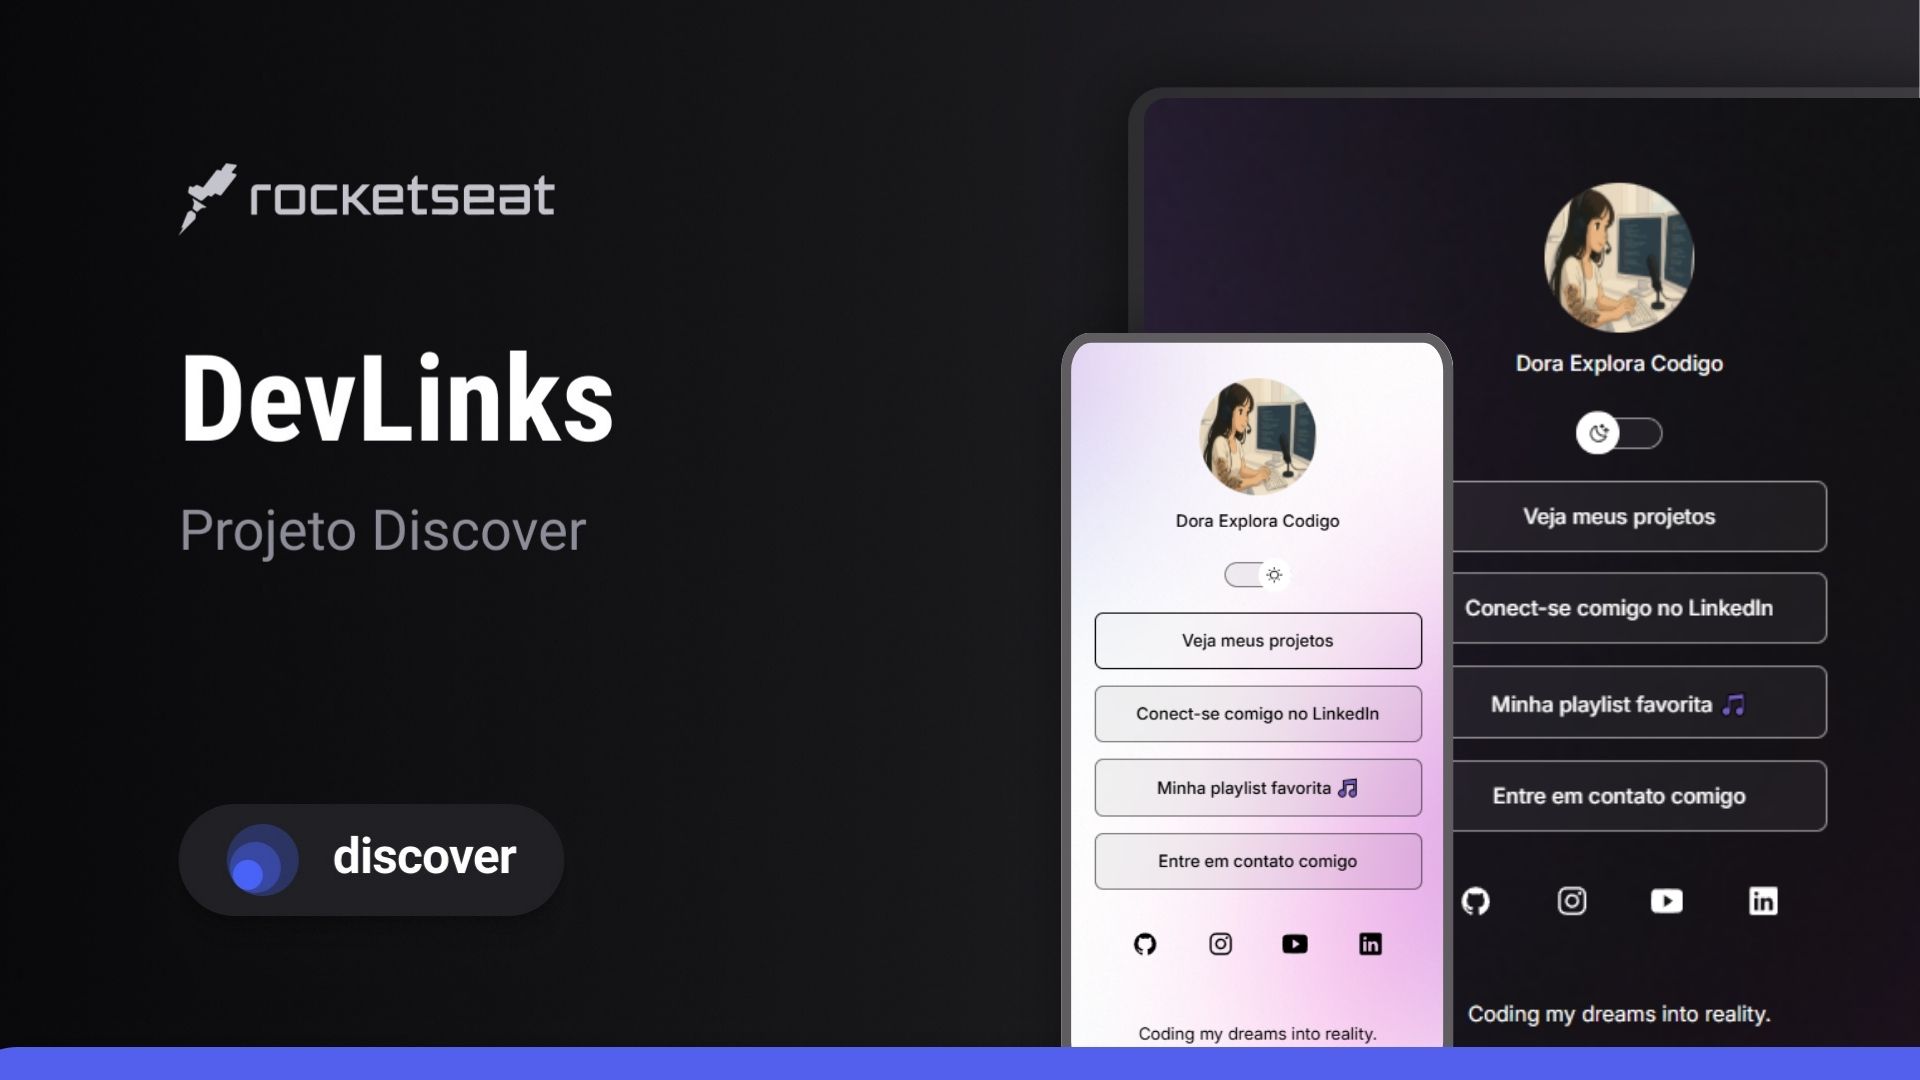 rocketseat
DevLinks
Projeto Discover
discover
Dora Explora Codigo
Veja meus projetos
Conect-se comigo no LinkedIn
Minha playlist favorita 🎵
Entre em contato comigo
in
Coding my dreams into reality.
Dora Explora Codigo
Veja meus projetos
Conect-se comigo no LinkedIn
Minha playlist favorita 🎵
Entre em contato comigo
in
Coding my dreams into reality.